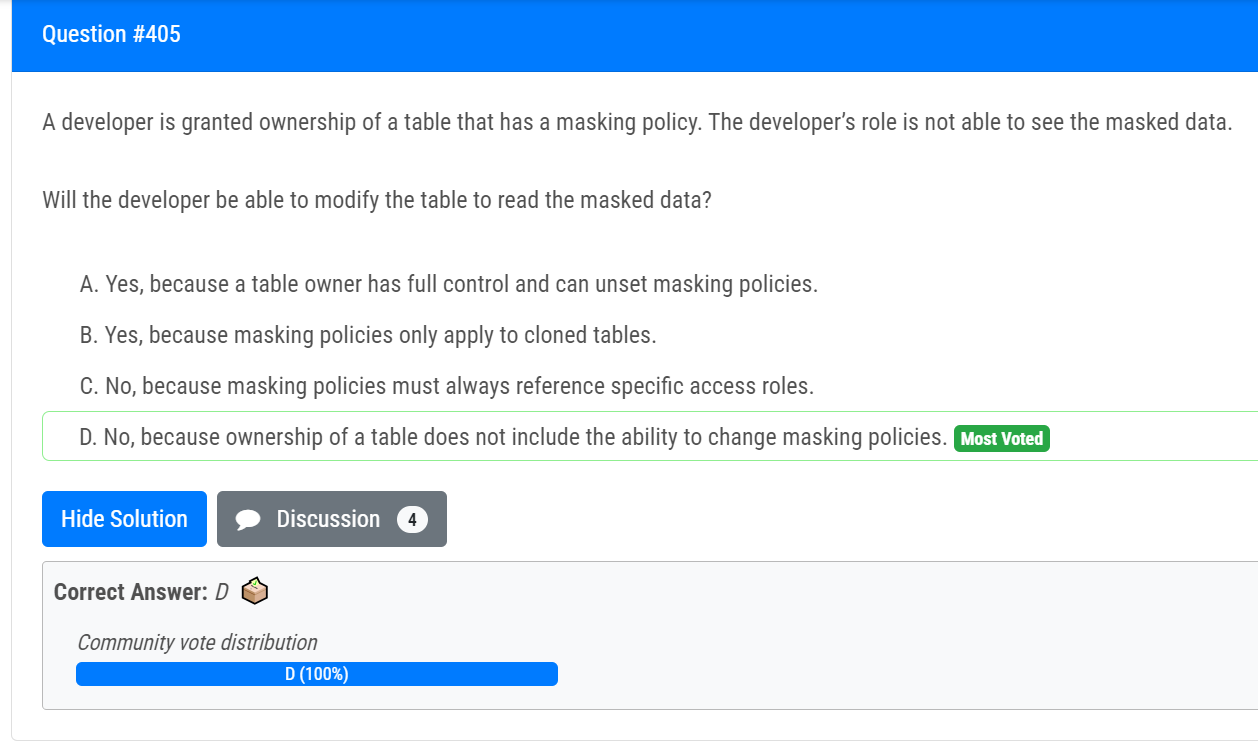 Question #405
A developer is granted ownership of a table that has a masking policy. The developer’s role is not able to see the masked data.
Will the developer be able to modify the table to read the masked data?
A. Yes, because a table owner has full control and can unset masking policies.
B. Yes, because masking policies only apply to cloned tables.
C. No, because masking policies must always reference specific access roles.
D. No, because ownership of a table does not include the ability to change masking policies. Most Voted
Hide Solution Discussion 4
Correct Answer: D
Community vote distribution
D (100%)